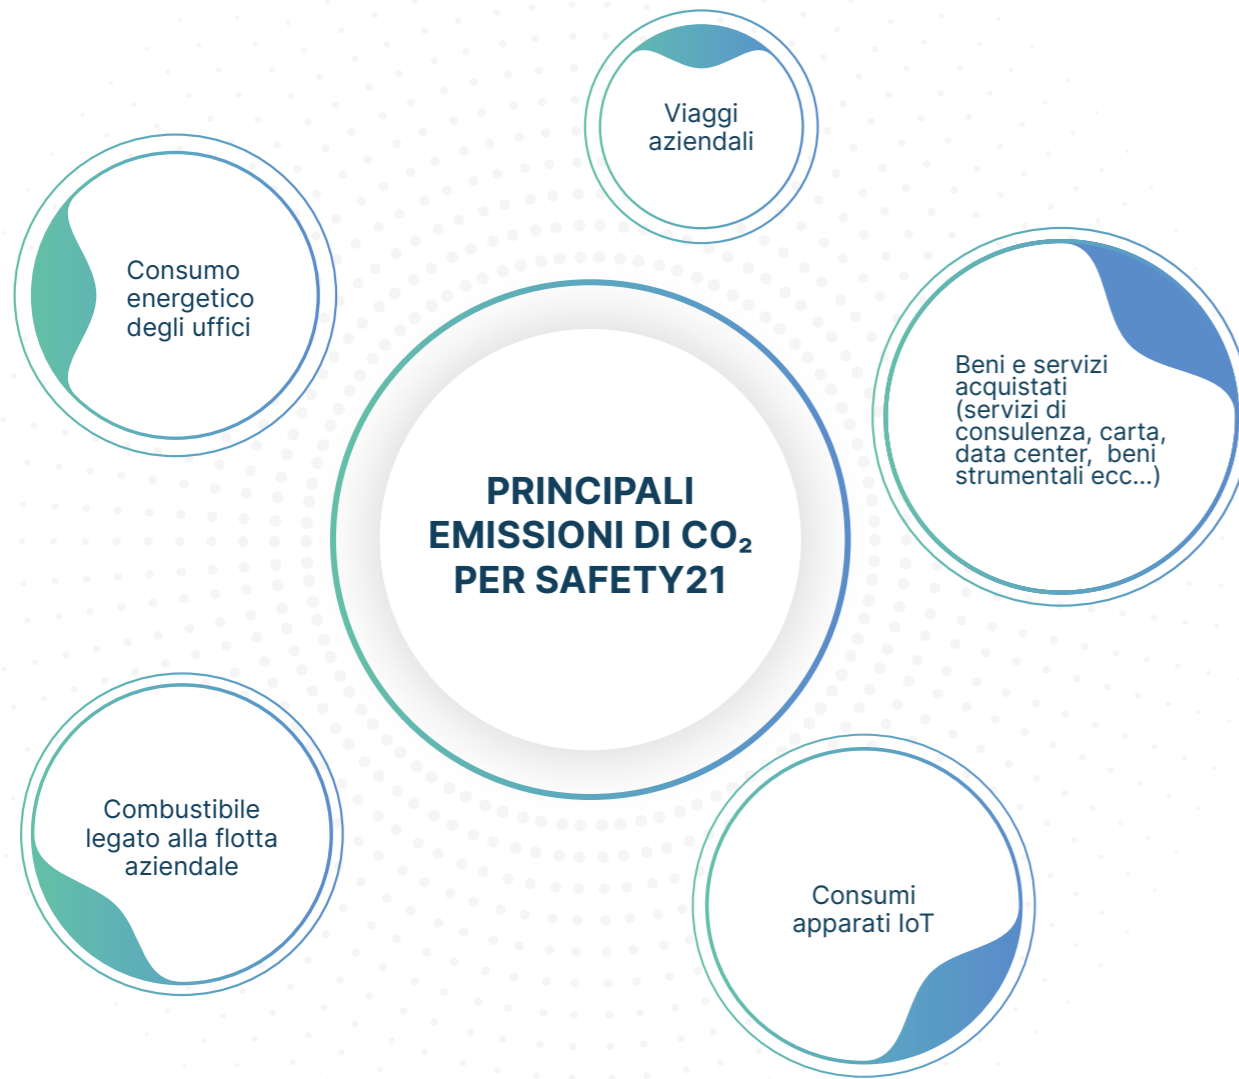 Viaggi
aziendali
Consumo
energetico
degli uffici
Beni e servizi
acquistati
(servizi di
consulenza, carta,
data center,  beni
strumentali ecc...)
PRINCIPALI
EMISSIONI DI CO₂
PER SAFETY21
Combustibile
legato alla flotta
aziendale
Consumi
apparati IoT